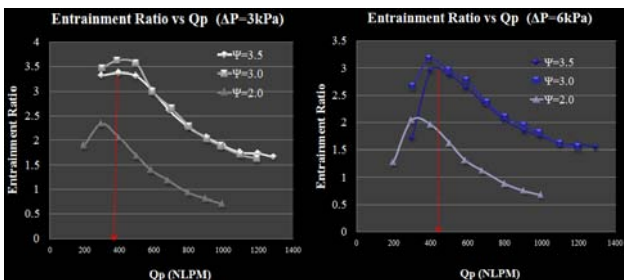 Entrainment Ratio vs Qp (ΔP=3kPa)
Entrainment Ratio
4
3.5
3
2.5
2
1.5
1
0.5
0
0 200 400 600 800 1000 1200 1400
Qp (NLPM)
Ψ=3.5
Ψ=3.0
Ψ=2.0
Entrainment Ratio vs Qp (ΔP=6kPa)
Entrainment Ratio
3.5
3
2.5
2
1.5
1
0.5
0
0 200 400 600 800 1000 1200 1400
Qp (NLPM)
Ψ=3.5
Ψ=3.0
Ψ=2.0